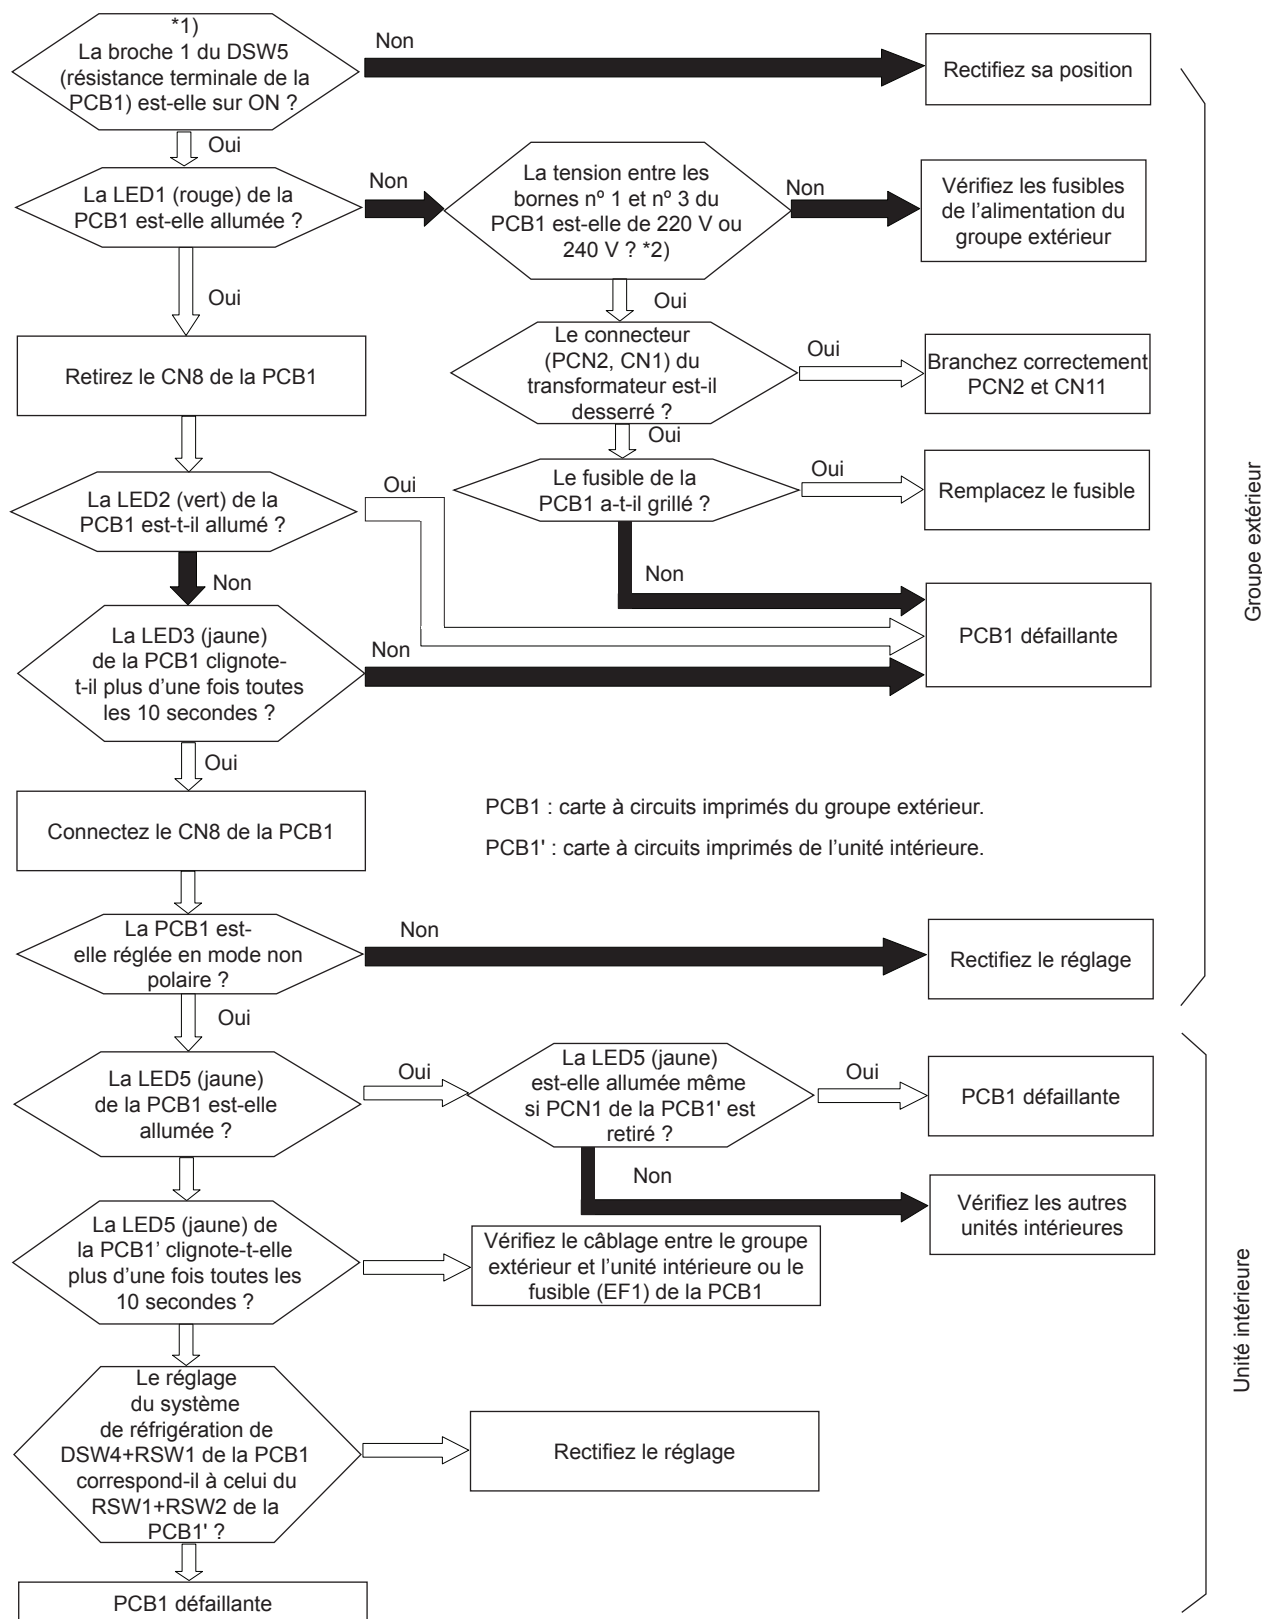 *1)
La broche 1 du DSW5
(résistance terminale de la
PCB1) est-elle sur ON ?
Non
Rectifiez sa position
Oui
La LED1 (rouge) de la
PCB1 est-elle allumée ?
Non
La tension entre les
bornes nº 1 et nº 3 du
PCB1 est-elle de 220 V ou
240 V ? *2)
Non
Vérifiez les fusibles
de l’alimentation du
groupe extérieur
Oui
Oui
Retirez le CN8 de la PCB1
Le connecteur
(PCN2, CN1) du
transformateur est-il
desserré ?
Oui
Branchez correctement
PCN2 et CN11
Oui
La LED2 (vert) de la
PCB1 est-t-il allumé ?
Oui
Le fusible de la
PCB1 a-t-il grillé ?
Oui
Remplacez le fusible
Non
Non
PCB1 défaillante
La LED3 (jaune)
de la PCB1 clignote-
t-il plus d’une fois toutes
les 10 secondes ?
Non
Oui
Connectez le CN8 de la PCB1
PCB1 : carte à circuits imprimés du groupe extérieur.
PCB1' : carte à circuits imprimés de l’unité intérieure.
La PCB1 est-
elle réglée en mode non
polaire ?
Non
Rectifiez le réglage
Groupe extérieur
Oui
La LED5 (jaune)
de la PCB1 est-elle
allumée ?
Oui
La LED5 (jaune)
est-elle allumée même
si PCN1 de la PCB1' est
retiré ?
Oui
PCB1 défaillante
Non
Vérifiez les autres
unités intérieures
La LED5 (jaune) de
la PCB1’ clignote-t-elle
plus d’une fois toutes les
10 secondes ?
Vérifiez le câblage entre le groupe
extérieur et l’unité intérieure ou le
fusible (EF1) de la PCB1
Le réglage
du système
de réfrigération de
DSW4+RSW1 de la PCB1
correspond-il à celui du
RSW1+RSW2 de la
PCB1' ?
Rectifiez le réglage
PCB1 défaillante
Unité intérieure